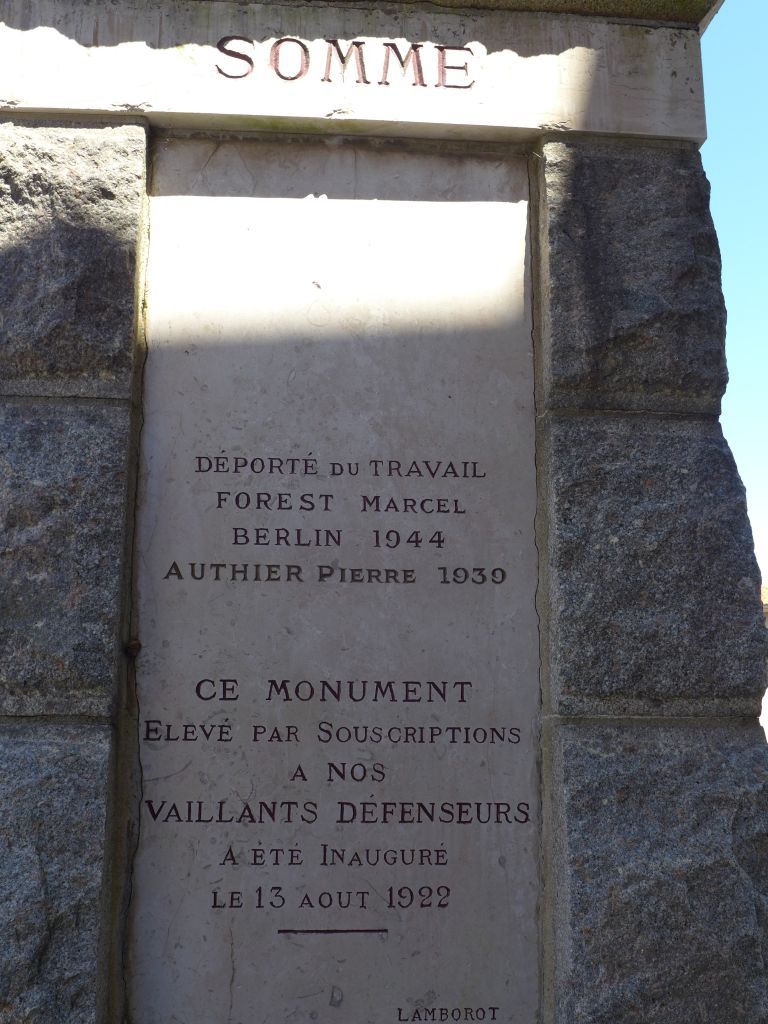 SOMME
DÉPORTÉ DU TRAVAIL
FOREST MARCEL
BERLIN 1944
AUTHIER PIERRE 1939
CE MONUMENT
ELEVÉ PAR SOUSCRIPTIONS
A NOS
VAILLANTS DÉFENSEURS
A ÉTÉ INAUGURÉ
LE 13 AOUT 1922
LAMBOROT